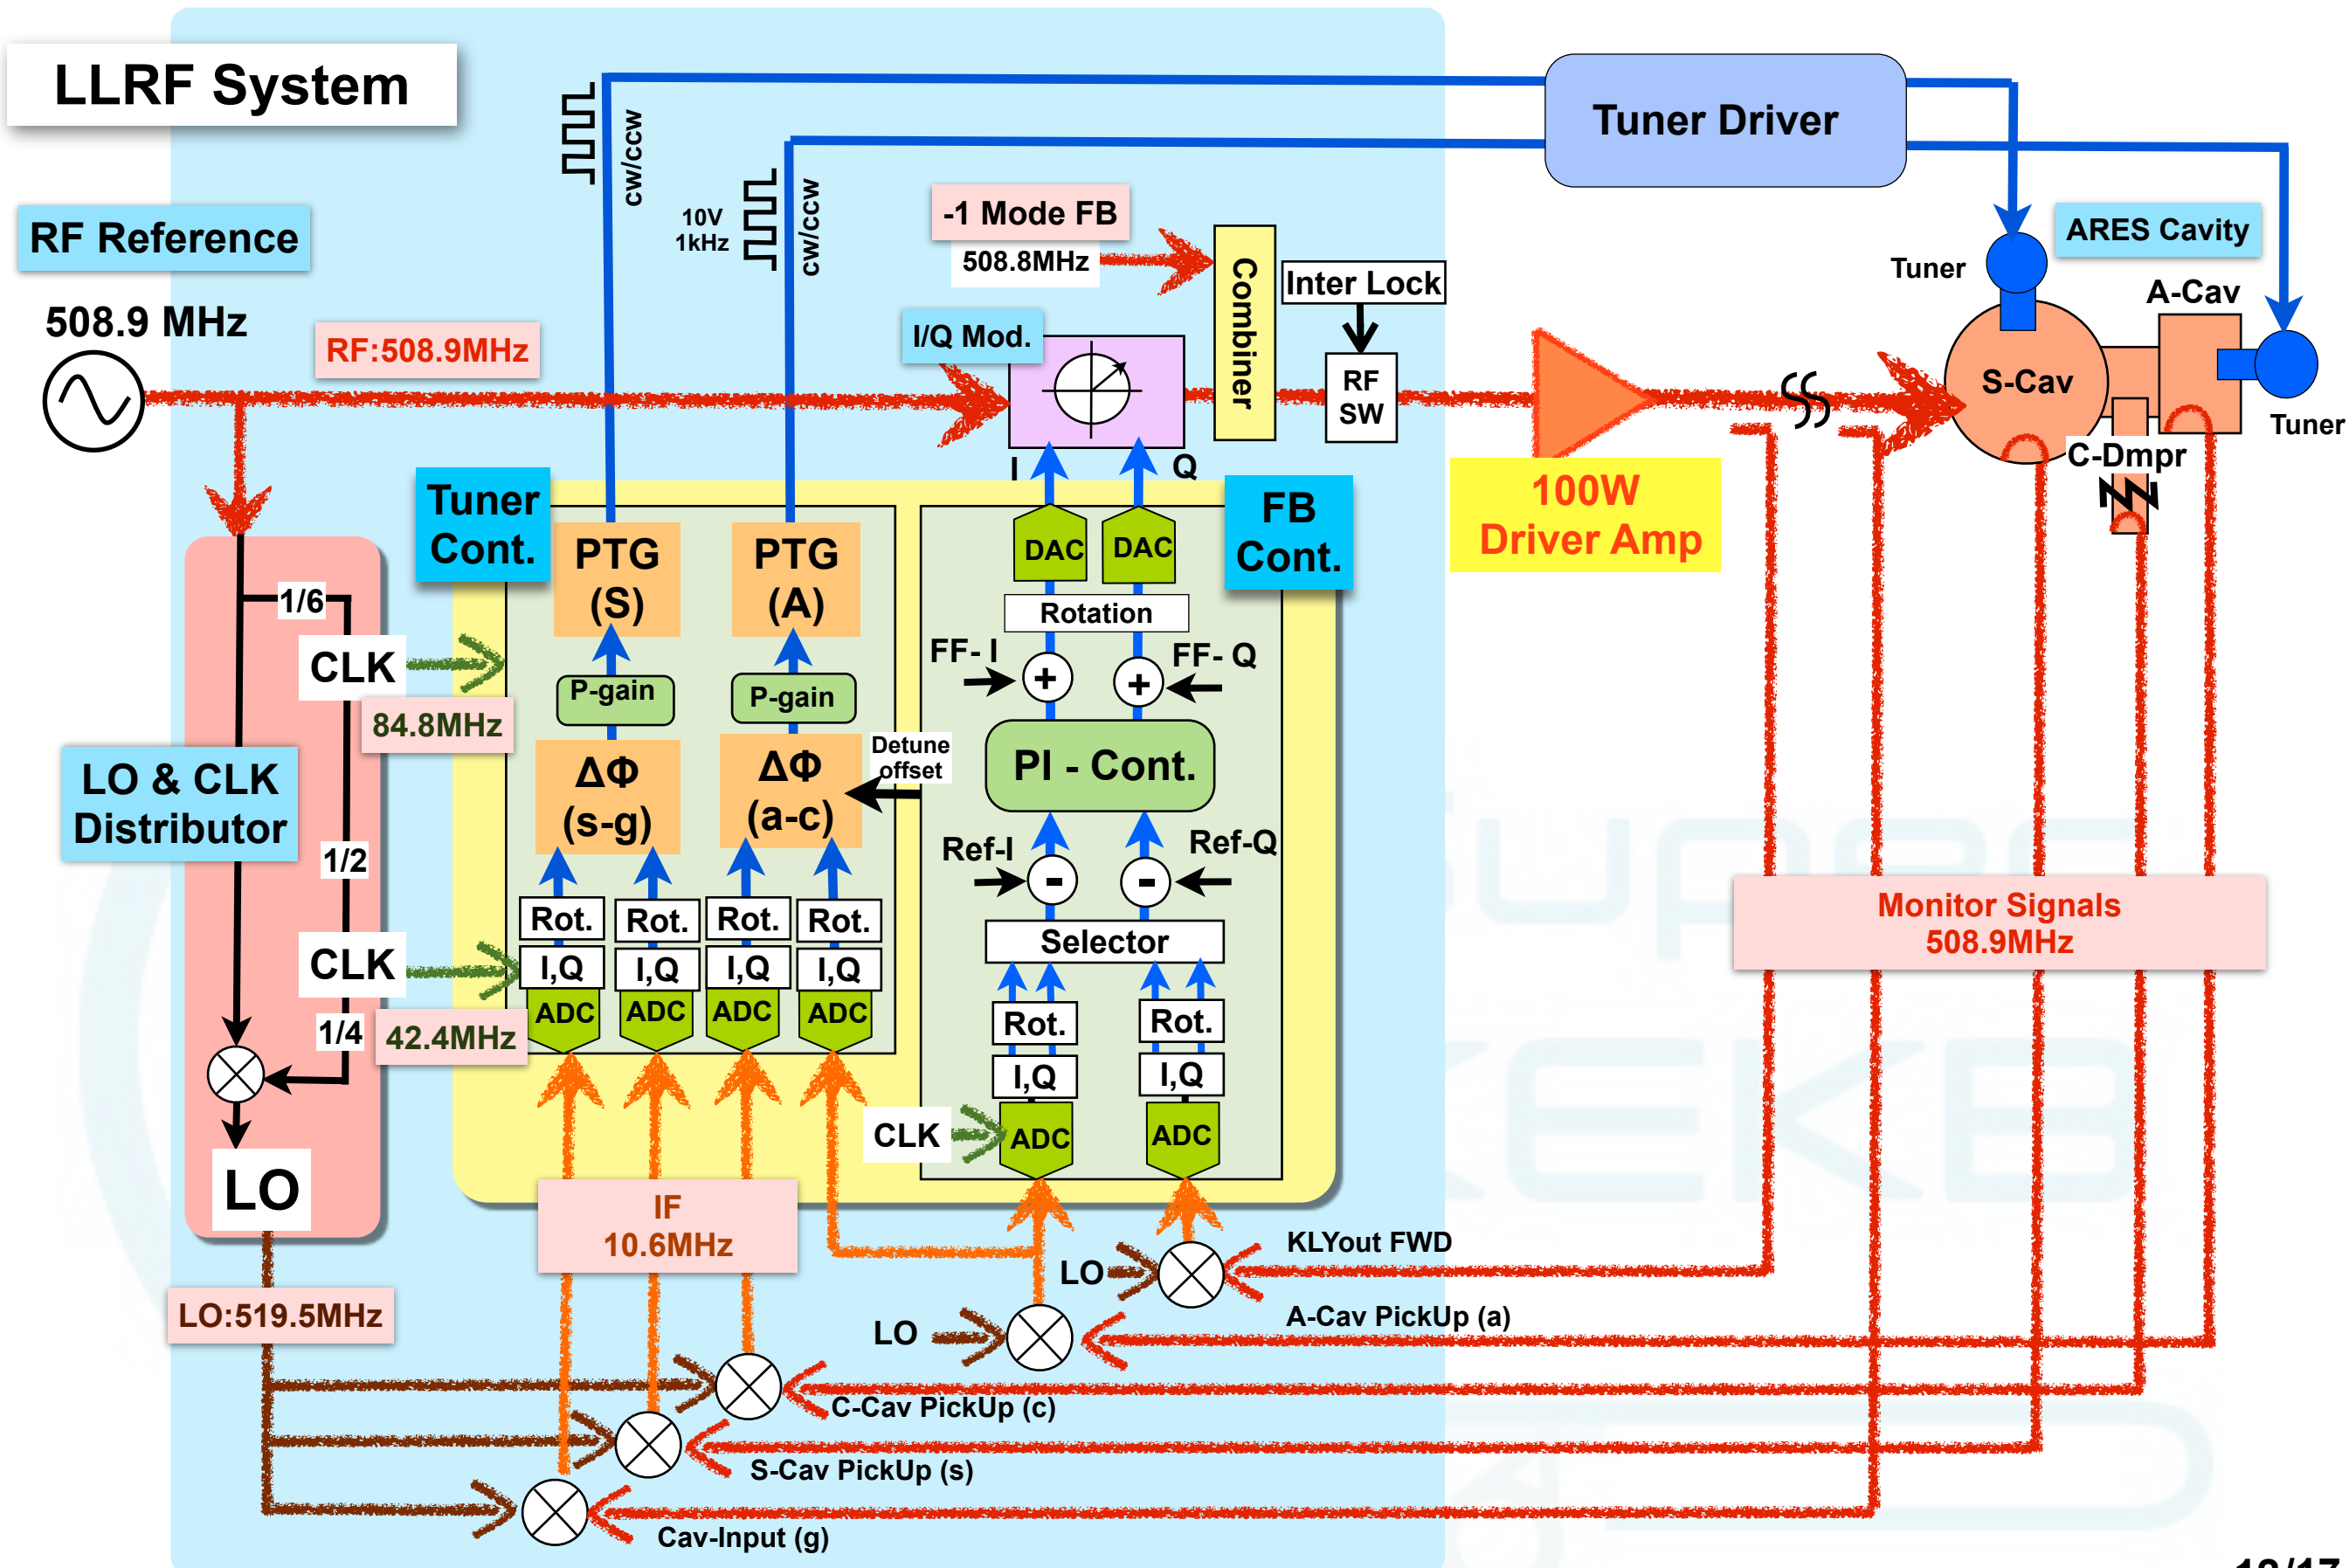 LLRF System
Tuner Driver
cw/ccw
10V
1kHz
cw/ccw
-1 Mode FB
508.8MHz
Combiner
Inter Lock
RF
SW
RF Reference
508.9 MHz
RF:508.9MHz
I/Q Mod.
I
Q
Tuner
ARES Cavity
A-Cav
S-Cav
Tuner
C-Dmpr
100W
Driver Amp
Tuner
Cont.
PTG
(S)
PTG
(A)
FB
Cont.
DAC
DAC
Rotation
FF- I
FF- Q
+
+
1/6
CLK
84.8MHz
P-gain
P-gain
ΔΦ
(s-g)
ΔΦ
(a-c)
Detune
offset
PI - Cont.
LO & CLK
Distributor
1/2
Ref-I
Ref-Q
-
-
Selector
Rot.
Rot.
Rot.
Rot.
I,Q
I,Q
I,Q
I,Q
ADC
ADC
ADC
ADC
CLK
1/4
42.4MHz
Rot.
Rot.
I,Q
I,Q
CLK
ADC
ADC
Monitor Signals
508.9MHz
Super
KEKB
LO
IF
10.6MHz
LO:519.5MHz
LO
KLYout FWD
LO
A-Cav PickUp (a)
C-Cav PickUp (c)
S-Cav PickUp (s)
Cav-Input (g)